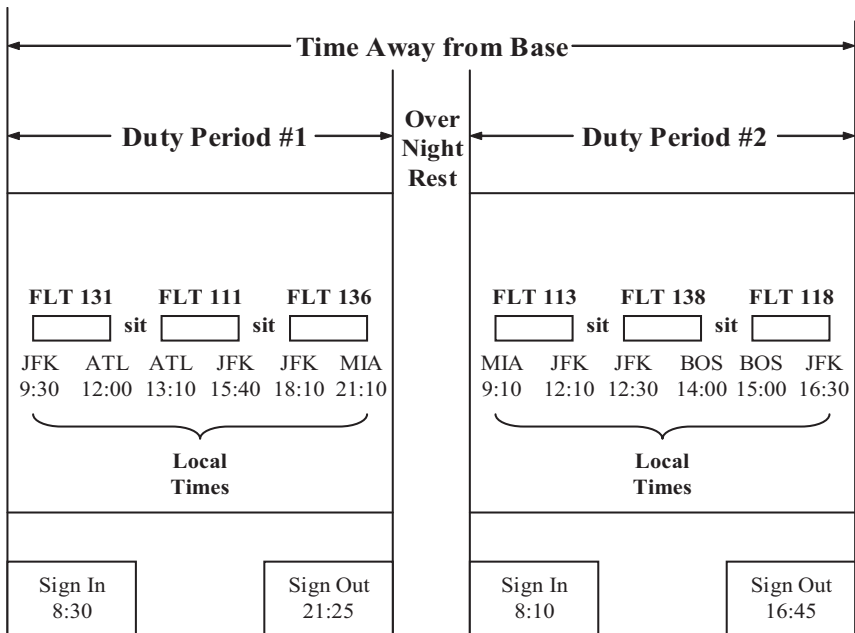 Time Away from Base
Duty Period #1
Over
Night
Rest
Duty Period #2
FLT 131 FLT 111 FLT 136
sit sit
JFK ATL ATL JFK JFK MIA
9:30 12:00 13:10 15:40 18:10 21:10
Local
Times
Sign In
8:30
Sign Out
21:25
FLT 113 FLT 138 FLT 118
sit sit
MIA JFK JFK BOS BOS JFK
9:10 12:10 12:30 14:00 15:00 16:30
Local
Times
Sign In
8:10
Sign Out
16:45